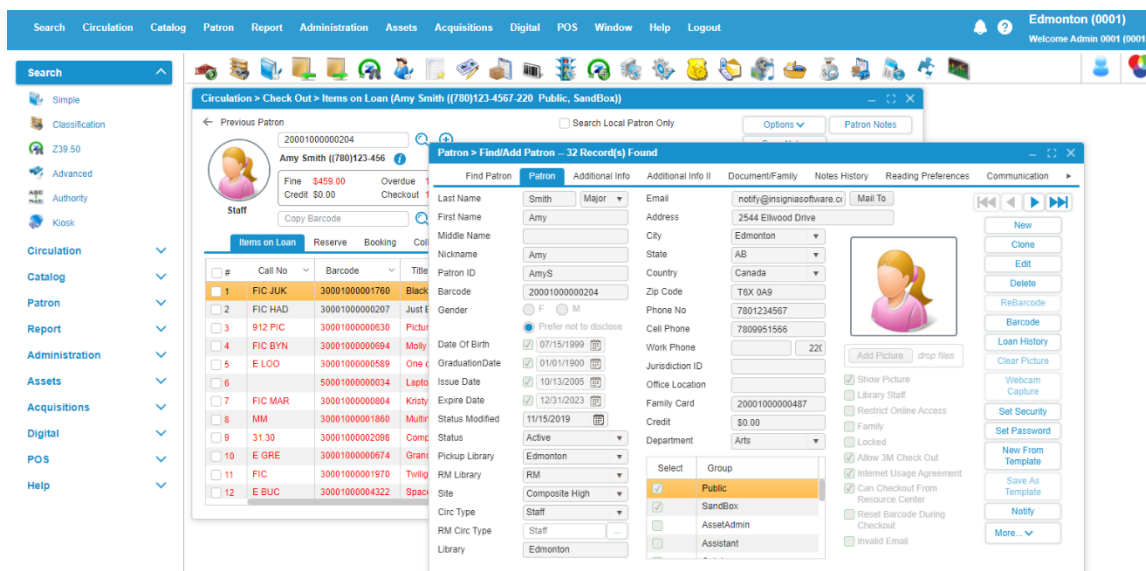 Search Circulation Catalog Patron Report Administration Assets Acquisitions Digital POS Window Help Logout
Edmonton (0001)
Welcome Admin 0001 (0001
Search
Simple
Classification
Z39.50
Advanced
Authority
Kiosk
Circulation
Catalog
Patron
Report
Administration
Assets
Acquisitions
Digital
POS
Help
Circulation > Check Out > Items on Loan (Amy Smith ((780)123-4567-220 Public, SandBox))
Previous Patron
Search Local Patron Only
Options
Patron Notes
20001000000204
Amy Smith ((780)123-456
Fine $459.00 Overdue
Credit $0.00 Checkout
Staff
Copy Barcode
Items on Loan Reserve Booking
# Call No Barcode Title
1 FIC JUK 30001000001760 Black
2 FIC HAD 3000100000207 Just
3 912 PIC 30001000000630
4 FIC BYN 30001000000694 Molly
5 E LOO 30001000000589 One
6 50001000000034
7 FIC MAR 30001000000804 Kristy
8 MM 30001000001860
9 31.30 30001000002098
10 E GRE 30001000000674
11 FIC 30001000001970
12 E BUC 30001000004322
Patron > Find/Add Patron -- 32 Record(s) Found
Find Patron Patron Additional Info Additional Info II Document/Family Notes History Reading Preferences Communication
Last Name Smith Major
First Name Amy
Middle Name
Nickname Amy
Patron ID AmyS
Barcode 20001000000204
Gender F M
Prefer not to disclose
Date Of Birth 07/15/1999
GraduationDate 01/01/1900
Issue Date 10/13/2005
Expire Date 12/31/2023
Status Modified 11/15/2019
Status Active
Pickup Library Edmonton
RM Library RM
Site Composite High
Circ Type Staff
RM Circ Type Staff ...
Library Edmonton
Email notify@insigniasoftware.c Mail To
Address 2544 Ellwood Drive
City Edmonton
State AB
Country Canada
Zip Code T6X 0A9
Phone No 7801234567
Cell Phone 7809951566
Work Phone 220
Jurisdiction ID
Office Location
Family Card 20001000000487
Credit $0.00
Department Arts
Select Group
Public
SandBox
AssetAdmin
Assistant
Add Picture drop files
Show Picture
Library Staff
Restrict Online Access
Family
Locked
Allow 3M Check Out
Internet Usage Agreement
Can Checkout From
Resource Center
Reset Barcode During
Checkout
Invalid Email
New
Clone
Edit
Delete
ReBarcode
Barcode
Loan History
Clear Picture
Webcam
Capture
Set Security
Set Password
New From
Template
Save As
Template
Notify
More...